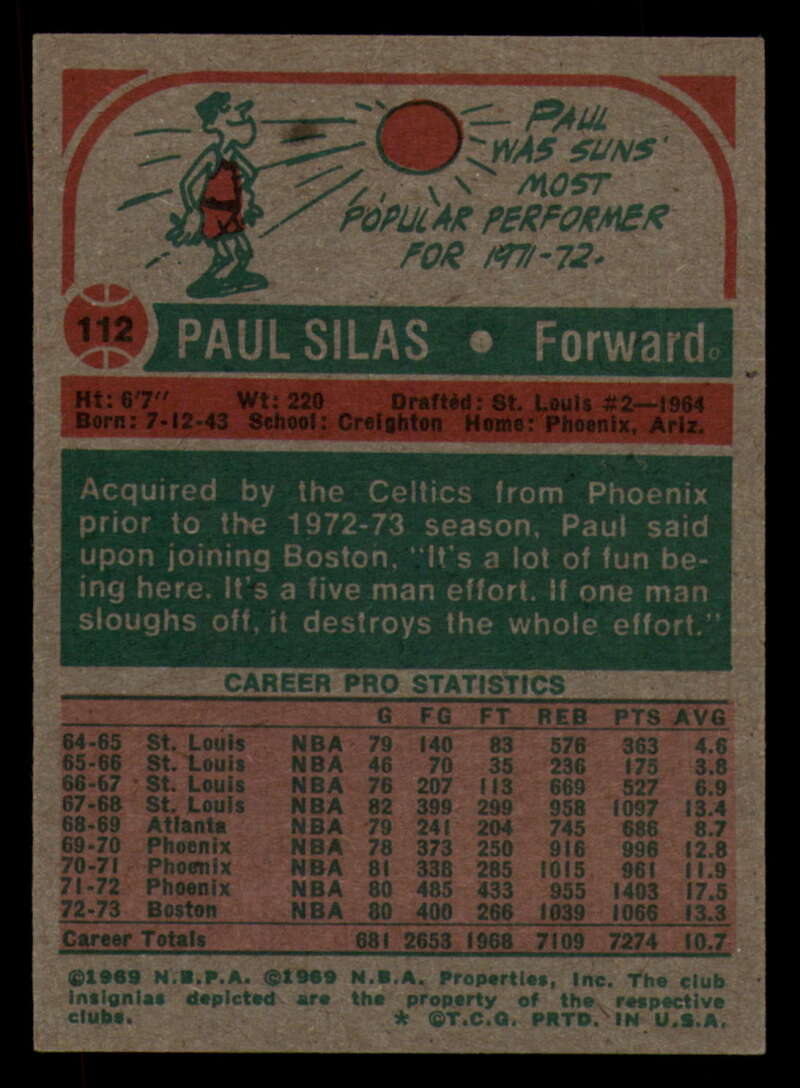 PAUL
WAS SUNS'
MOST
POPULAR PERFORMER
FOR 1971-72.
112
PAUL SILAS • Forward
Ht: 6'7" Wt: 220 Drafted: St. Louis #2—1964
Born: 7-12-43 School: Creighton Home: Phoenix, Ariz.
Acquired by the Celtics from Phoenix
prior to the 1972-73 season, Paul said
upon joining Boston, "It's a lot of fun be-
ing here. It's a five man effort. If one man
sloughs off, it destroys the whole effort."
CAREER PRO STATISTICS
G FG FT REB PTS AVG
64-65 St. Louis NBA 79 140 83 576 363 4.6
65-66 St. Louis NBA 46 70 35 236 175 3.8
66-67 St. Louis NBA 76 207 113 669 527 6.9
67-68 St. Louis NBA 82 399 299 958 1097 13.4
68-69 Atlanta NBA 79 241 204 745 686 8.7
69-70 Phoenix NBA 78 373 250 916 996 12.8
70-71 Phoenix NBA 81 338 285 1015 961 11.9
71-72 Phoenix NBA 80 485 433 955 1403 17.5
72-73 Boston NBA 80 400 266 1039 1066 13.3
Career Totals 681 2653 1968 7109 7274 10.7
©1969 N.B.P.A. ©1969 N.B.A. Properties, Inc. The club
insignias depicted are the property of the respective
clubs. * ©T.C.G. PRTD. IN U.S.A.